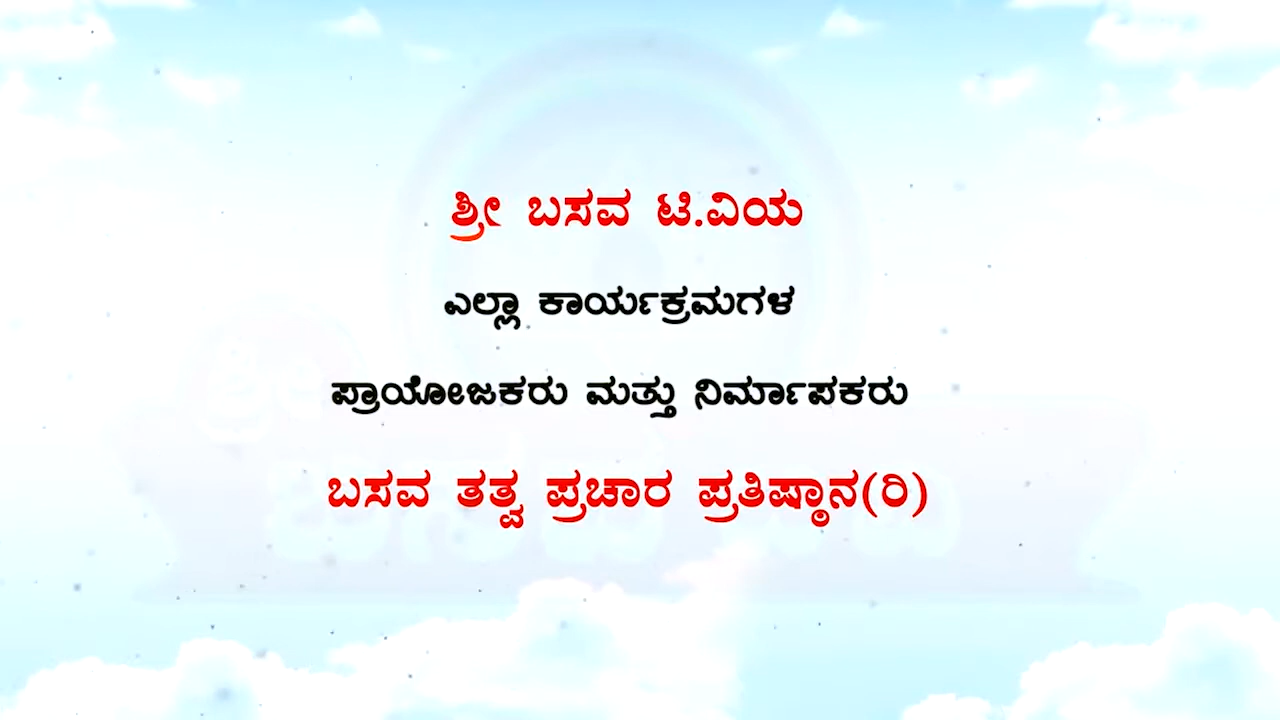 ಶ್ರೀ ಬಸವ ಟಿ.ವಿಯ
ಎಲ್ಲಾ ಕಾರ್ಯಕ್ರಮಗಳ
ಪ್ರಾಯೋಜಕರು ಮತ್ತು ನಿರ್ಮಾಪಕರು
ಬಸವ ತತ್ವ ಪ್ರಚಾರ ಪ್ರತಿಷ್ಠಾನ(ರಿ)